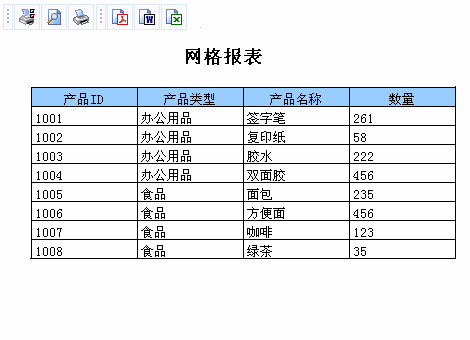 网格报表
产品ID 产品类型 产品名称 数量
1001 办公用品 签字笔 261
1002 办公用品 复印纸 58
1003 办公用品 胶水 222
1004 办公用品 双面胶 456
1005 食品 面包 235
1006 食品 方便面 456
1007 食品 咖啡 123
1008 食品 绿茶 35